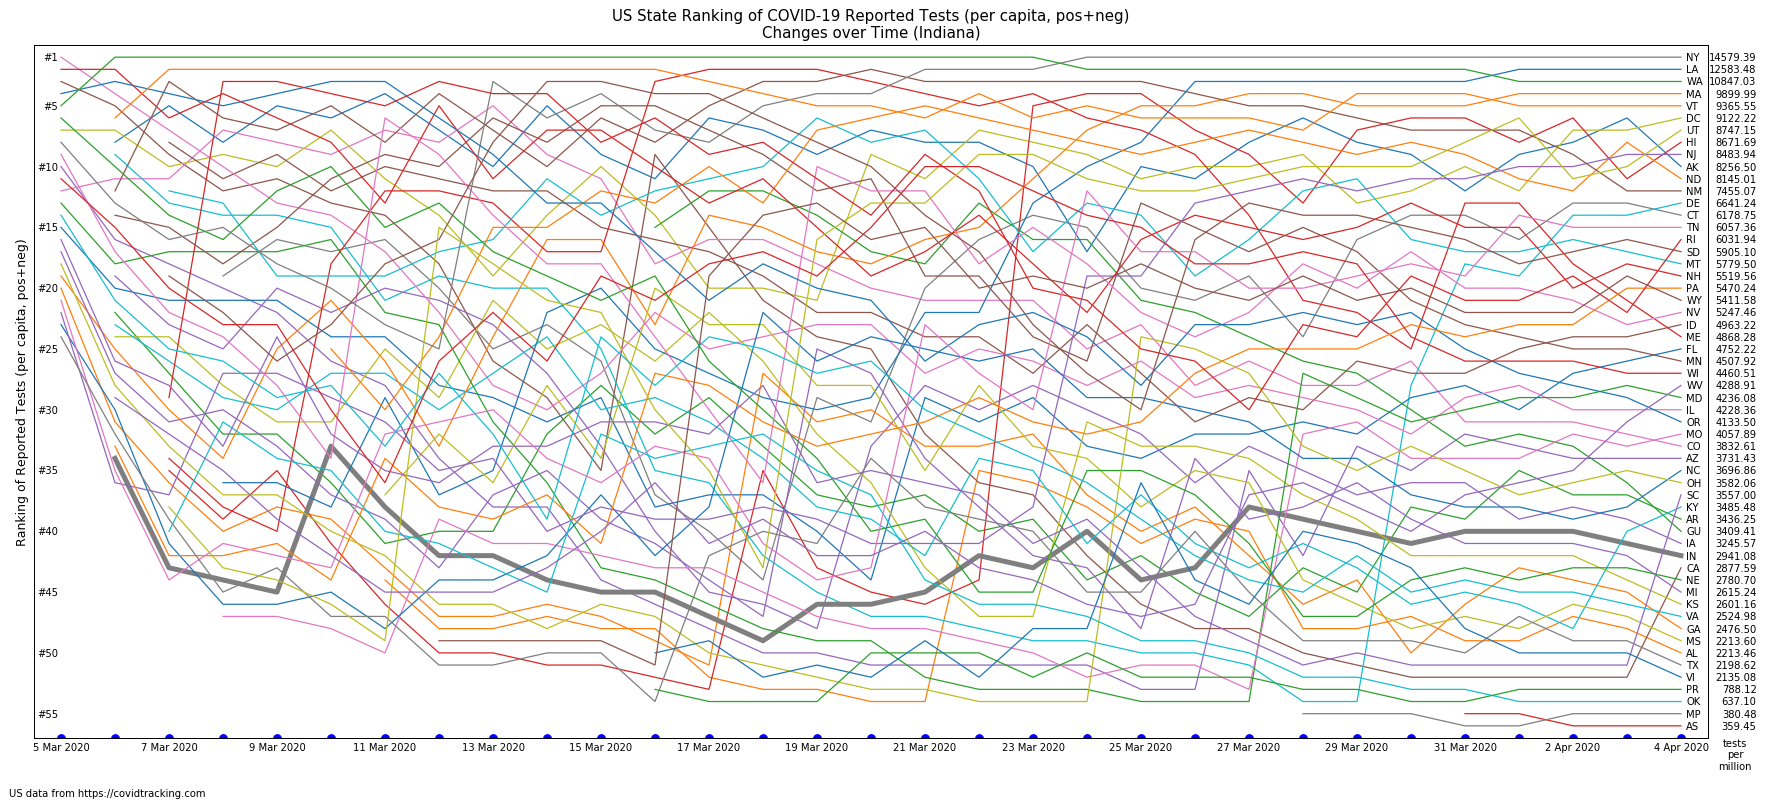 US State Ranking of COVID-19 Reported Tests (per capita, pos+neg)
Changes over Time (Indiana)
Ranking of Reported Tests (per capita, pos+neg)
#1
#5
#10
#15
#20
#25
#30
#35
#40
#45
#50
#55
NY 14579.39
LA 12583.48
WA 10847.03
MA 9899.99
VT 9365.55
DC 9122.22
UT 8747.15
HI 8671.69
NJ 8483.94
AK 8256.50
ND 8145.01
NM 7455.07
DE 6641.24
CT 6178.75
TN 6057.36
RI 6031.94
SD 5905.10
MT 5779.50
NH 5519.56
PA 5470.24
WY 5411.58
NV 5247.46
ID 4963.22
ME 4868.28
FL 4752.22
MN 4507.92
WI 4460.51
WV 4288.91
MD 4236.08
IL 4228.36
OR 4133.50
MO 4057.89
CO 3832.61
AZ 3731.43
NC 3696.86
OH 3582.06
SC 3557.00
KY 3485.48
AR 3436.25
GU 3409.41
IA 3245.57
IN 2941.08
CA 2877.59
NE 2780.70
MI 2615.24
KS 2601.16
VA 2524.98
GA 2476.50
MS 2213.60
AL 2213.46
TX 2198.62
VI 2135.08
PR 788.12
OK 637.10
MP 380.48
AS 359.45
5 Mar 2020 7 Mar 2020 9 Mar 2020 11 Mar 2020 13 Mar 2020 15 Mar 2020 17 Mar 2020 19 Mar 2020 21 Mar 2020 23 Mar 2020 25 Mar 2020 27 Mar 2020 29 Mar 2020 31 Mar 2020 2 Apr 2020 4 Apr 2020
tests
per
million
US data from https://covidtracking.com